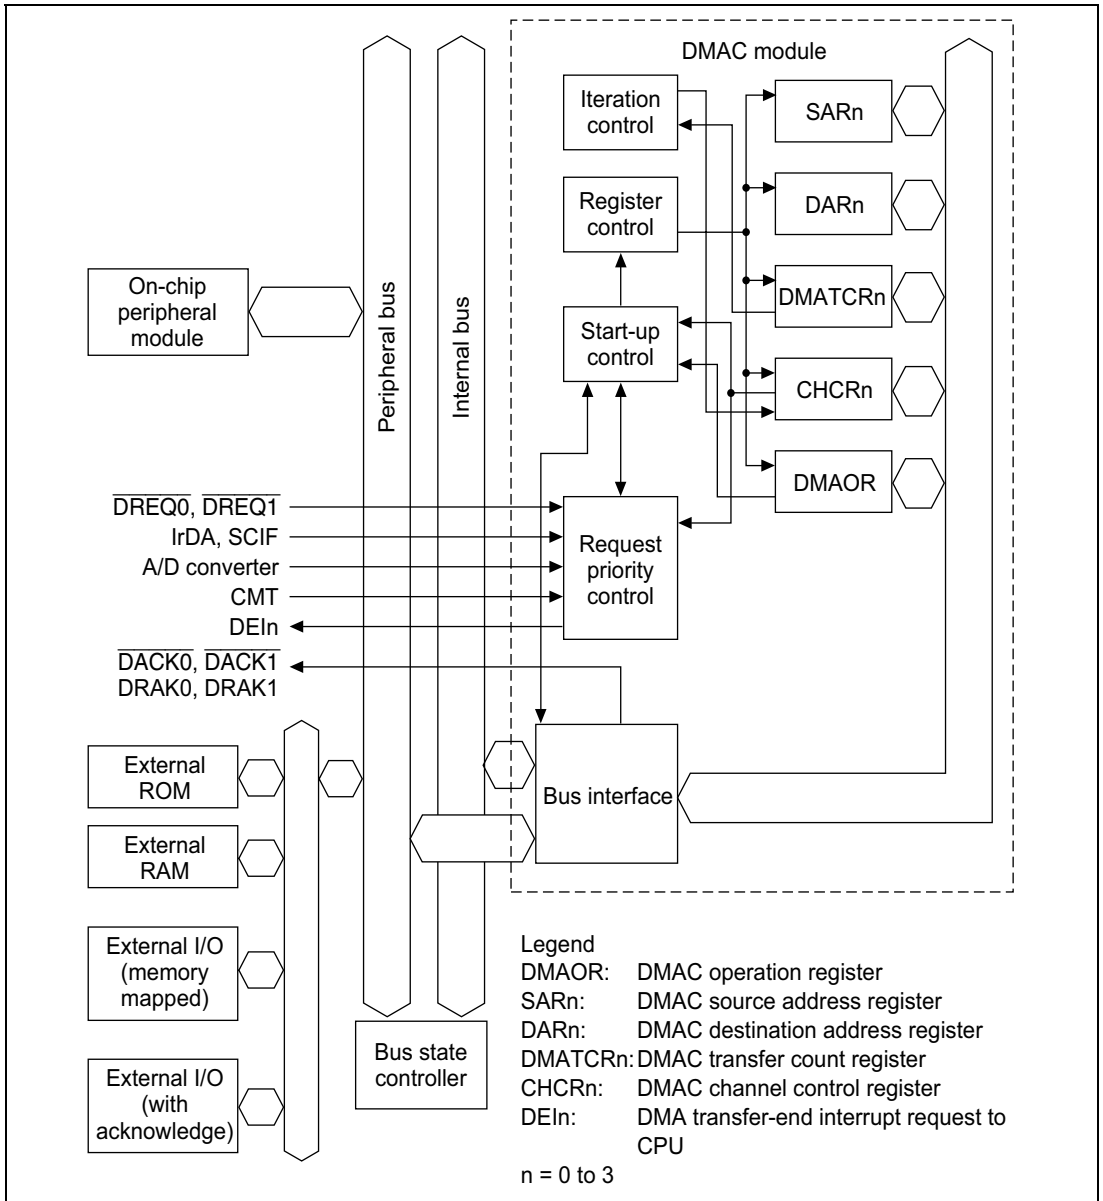 DMAC module
Iteration
control
SARn
Register
control
DARn
On-chip
peripheral
module
Peripheral bus
Internal bus
DMATCRn
Start-up
control
CHCRn
DMAOR
DREQ0, DREQ1
IrDA, SCIF
A/D converter
CMT
DEIn
Request
priority
control
DACK0, DACK1
DRAK0, DRAK1
External
ROM
Bus interface
External
RAM
External I/O
(memory
mapped)
External I/O
(with
acknowledge)
Bus state
controller
Legend
DMAOR: DMAC operation register
SARn: DMAC source address register
DARn: DMAC destination address register
DMATCRn: DMAC transfer count register
CHCRn: DMAC channel control register
DEIn: DMA transfer-end interrupt request to
CPU
n = 0 to 3